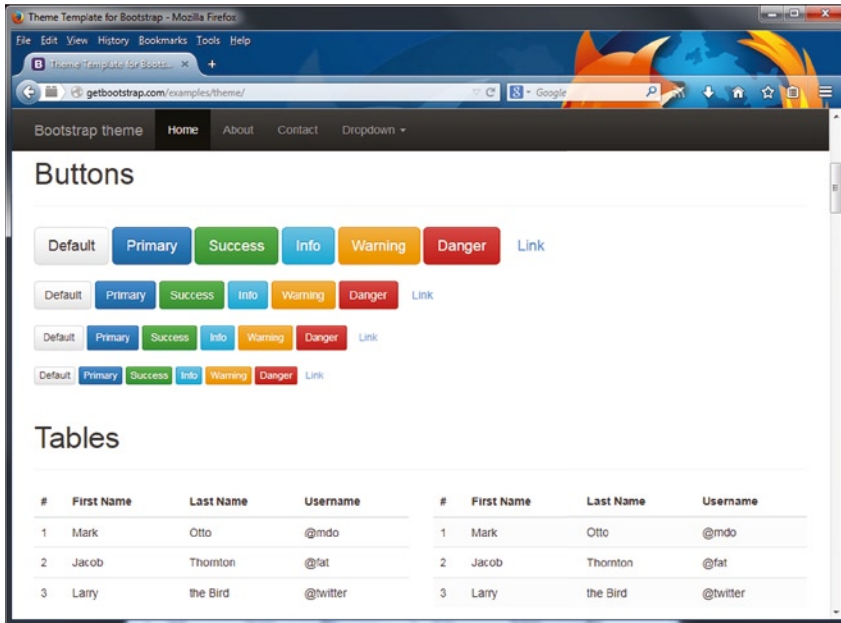 Theme Template for Bootstrap - Mozilla Firefox
File Edit View History Bookmarks Tools Help
Theme Template for Boots...
getbootstrap.com/examples/theme/
Google
Bootstrap theme Home About Contact Dropdown
Buttons
Default Primary Success Info Warning Danger Link
Default Primary Success Info Warning Danger Link
Default Primary Success Info Warning Danger Link
Default Primary Success Info Warning Danger Link
Tables
# First Name Last Name Username # First Name Last Name Username
1 Mark Otto @mdo 1 Mark Otto @mdo
2 Jacob Thornton @fat 2 Jacob Thornton @fat
3 Larry the Bird @twitter 3 Larry the Bird @twitter